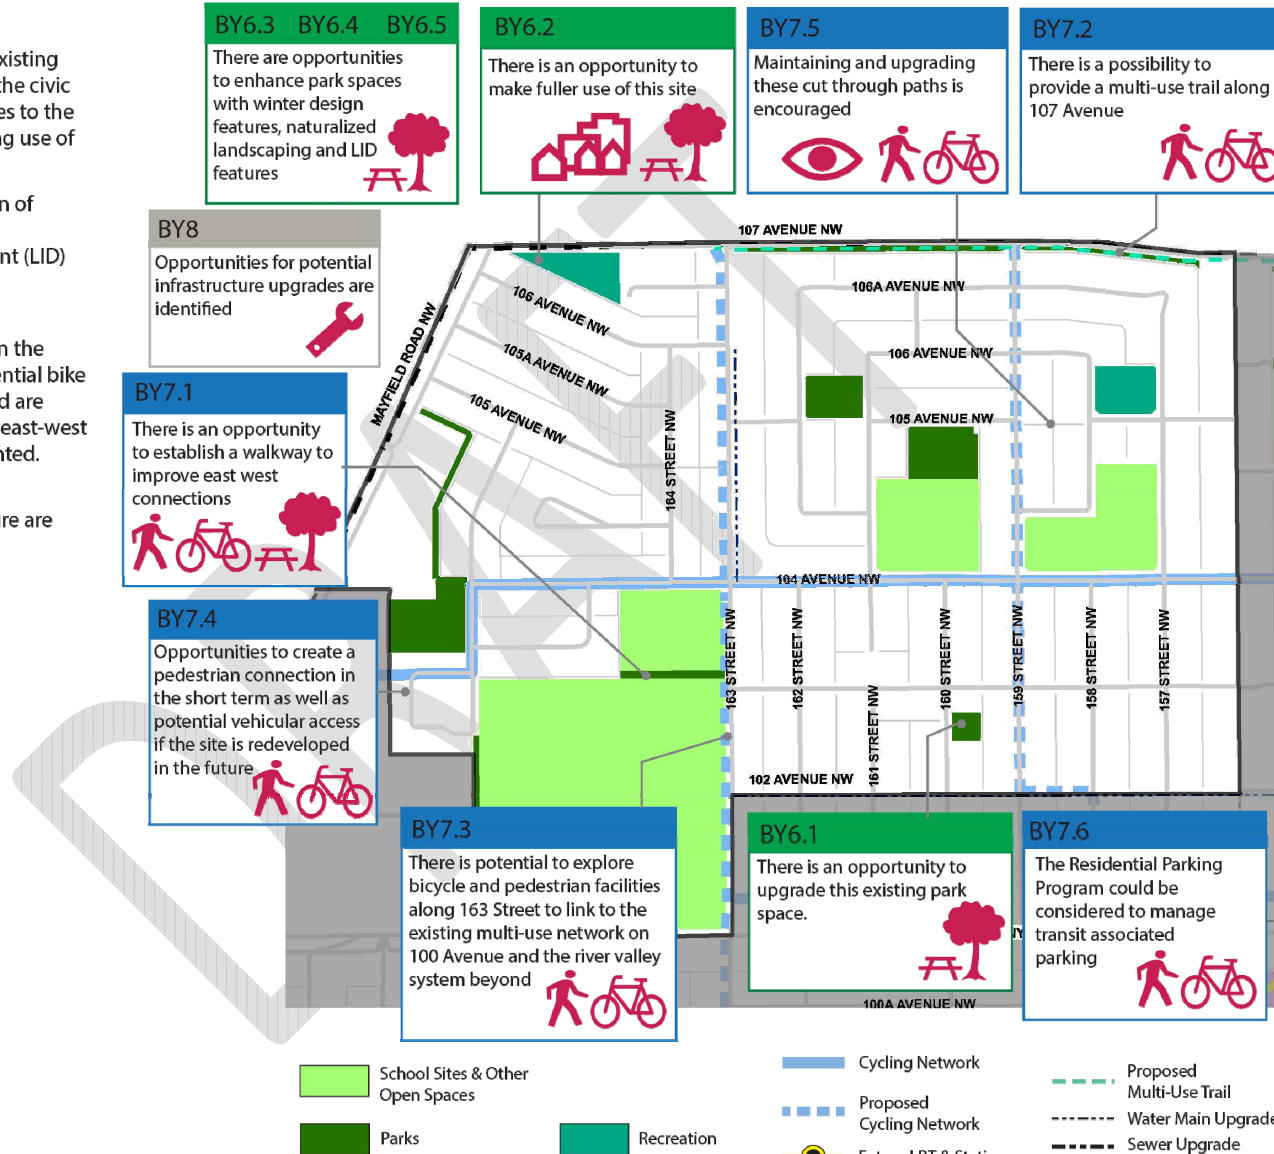 xisting
the civic
es to the
ng use of
n of
nt (LID)
n the
ential bike
d are
east-west
nted.
ure are
BY6.3 BY6.4 BY6.5
There are opportunities
to enhance park spaces
with winter design
features, naturalized
landscaping and LID
features
BY6.2
There is an opportunity to
make fuller use of this site
BY7.5
Maintaining and upgrading
these cut through paths is
encouraged
BY7.2
There is a possibility to
provide a multi-use trail along
107 Avenue
BY8
Opportunities for potential
infrastructure upgrades are
identified
BY7.1
There is an opportunity
to establish a walkway to
improve east west
connections
BY7.4
Opportunities to create a
pedestrian connection in
the short term as well as
potential vehicular access
if the site is redeveloped
in the future
BY7.3
There is potential to explore
bicycle and pedestrian facilities
along 163 Street to link to the
existing multi-use network on
100 Avenue and the river valley
system beyond
BY6.1
There is an opportunity to
upgrade this existing park
space.
BY7.6
The Residential Parking
Program could be
considered to manage
transit associated
parking
107 AVENUE NW
106A AVENUE NW
106 AVENUE NW
106 AVENUE NW
105A AVENUE NW
105 AVENUE NW
105 AVENUE NW
MAYFIELD ROAD NW
164 STREET NW
104 AVENUE NW
163 STREET NW
162 STREET NW
161 STREET NW
160 STREET NW
159 STREET NW
158 STREET NW
157 STREET NW
102 AVENUE NW
100A AVENUE NW
DRAFT
School Sites & Other
Open Spaces
Parks
Recreation
Cycling Network
Proposed
Cycling Network
Proposed
Multi-Use Trail
Water Main Upgrade
Sewer Upgrade